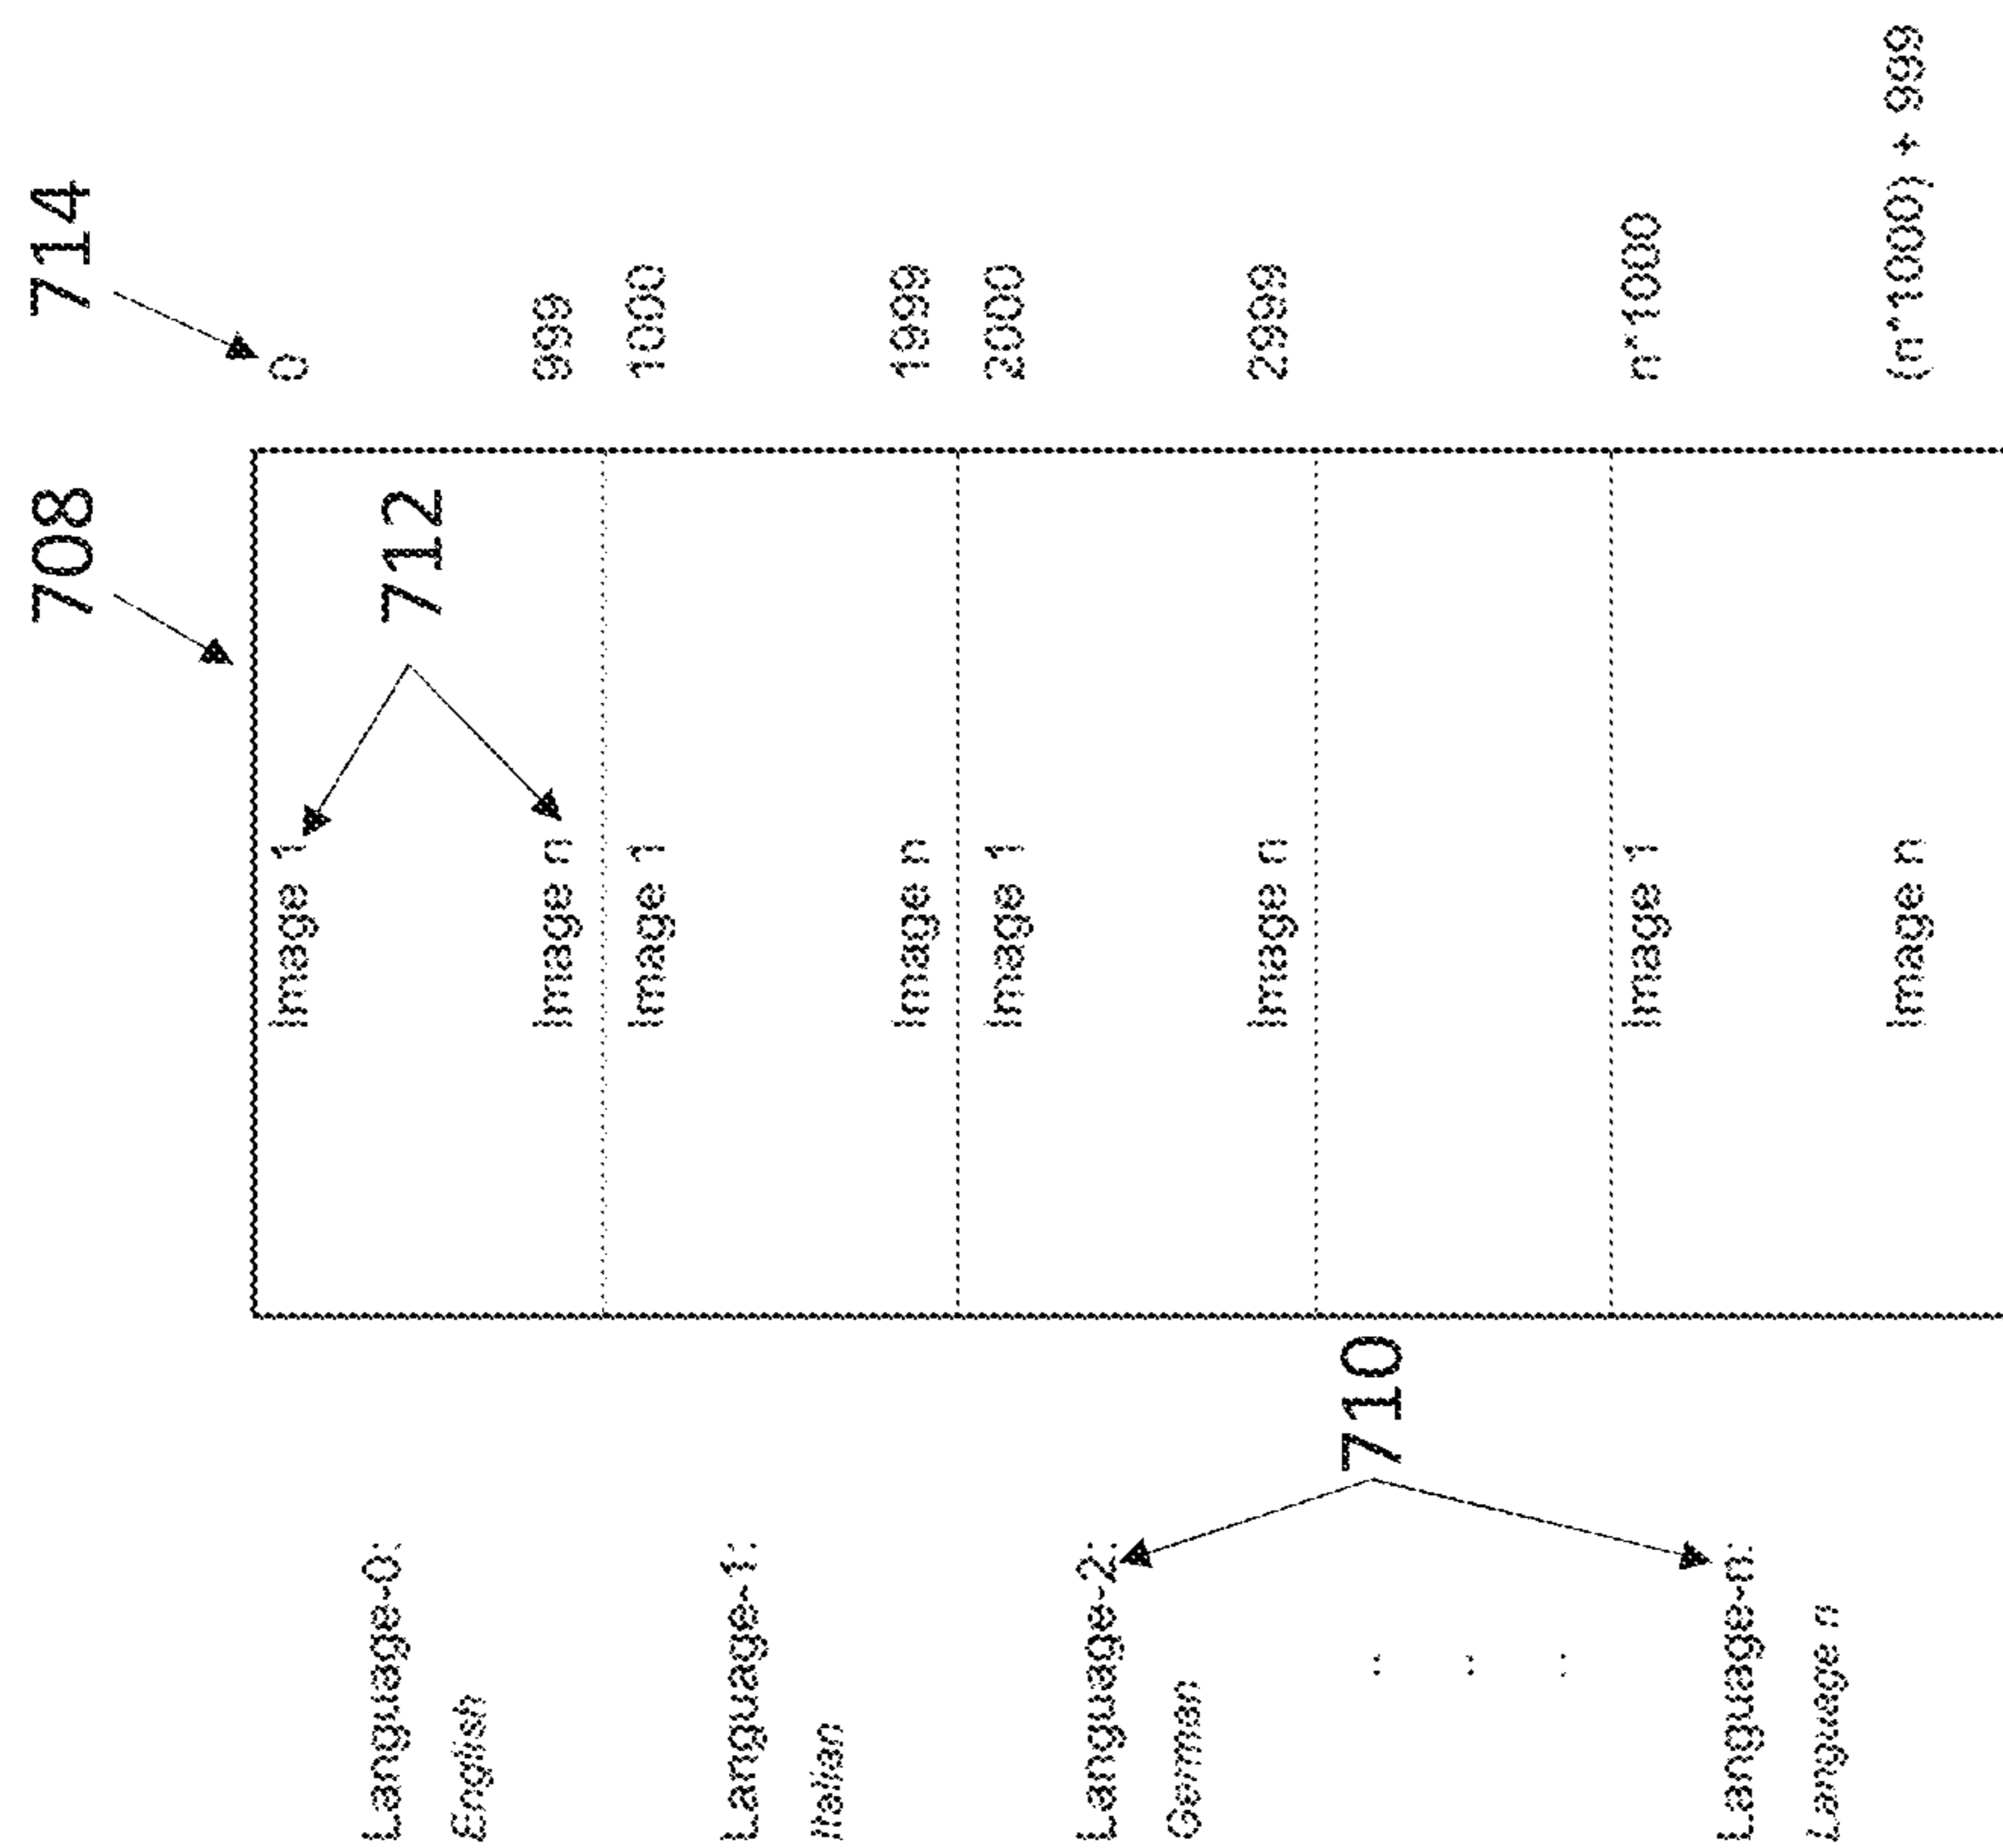 708 714
Image 1 0
Language-0:
712
English
Image n 999
Image 1 1000
Language-1:
Italian
Image n 1999
Image 1 2000
Language-2:
German
Image n 2999
710
:
:
:
Image 1 n*1000
Language-n:
Language n
Image n (n*1000) + 999